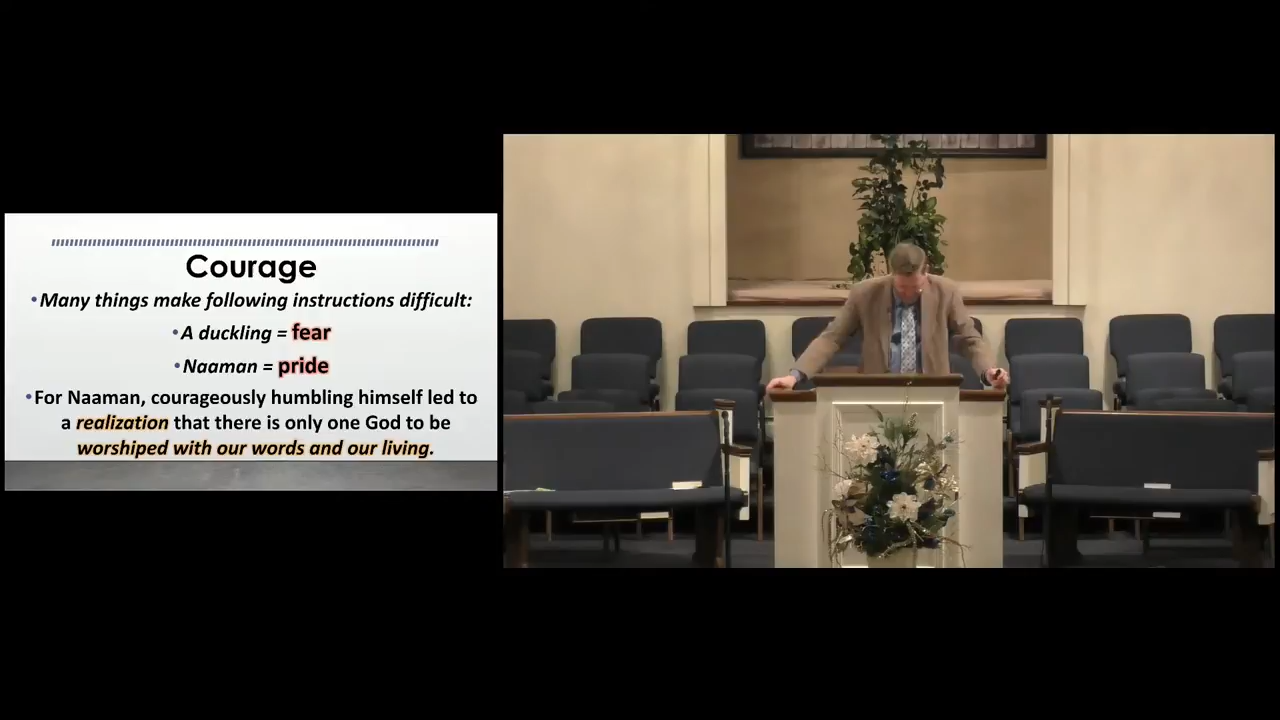 Courage
•Many things make following instructions difficult:
•A duckling = fear
•Naaman = pride
•For Naaman, courageously humbling himself led to
a realization that there is only one God to be
worshiped with our words and our living.